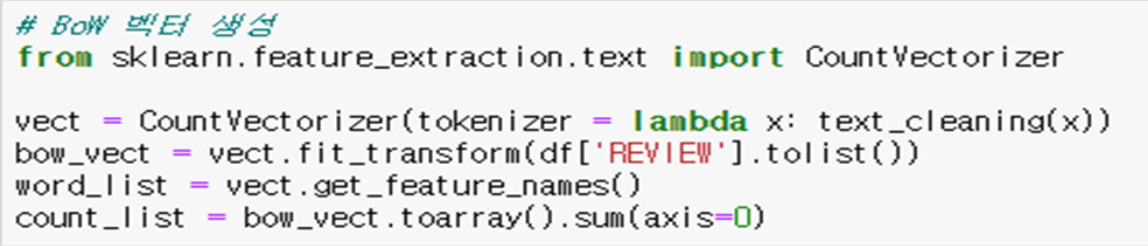 # BoW 벡터 생성
from sklearn.feature_extraction.text import CountVectorizer
vect = CountVectorizer(tokenizer = lambda x: text_cleaning(x))
bow_vect = vect.fit_transform(df['REVIEW'].tolist())
word_list = vect.get_feature_names()
count_list = bow_vect.toarray().sum(axis=0)